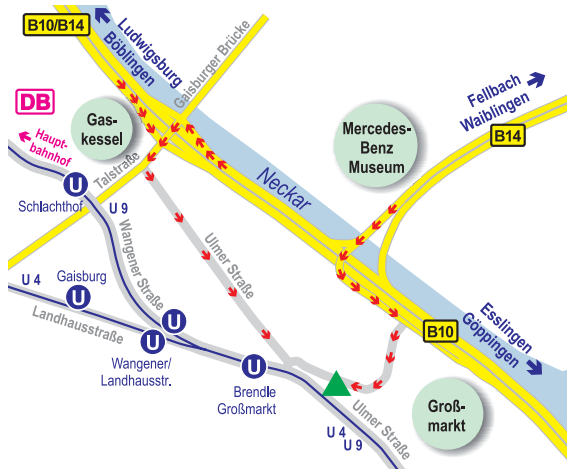 B10/B14
Ludwigsburg
Böblingen
Gaisburger Brücke
DB
Haupt-
bahnhof
Gas-
kessel
Mercedes-
Benz
Museum
Fellbach
Waiblingen
B14
Talstraße
Neckar
U
Schlachthof
U 9
Wangener Straße
Ulmer Straße
U 4
Gaisburg
U
Landhausstraße
U
U
Wangener/
Landhausstr.
U
Brendle
Großmarkt
Esslingen
Göppingen
B10
Groß-
markt
Ulmer Straße
U 4
U 9